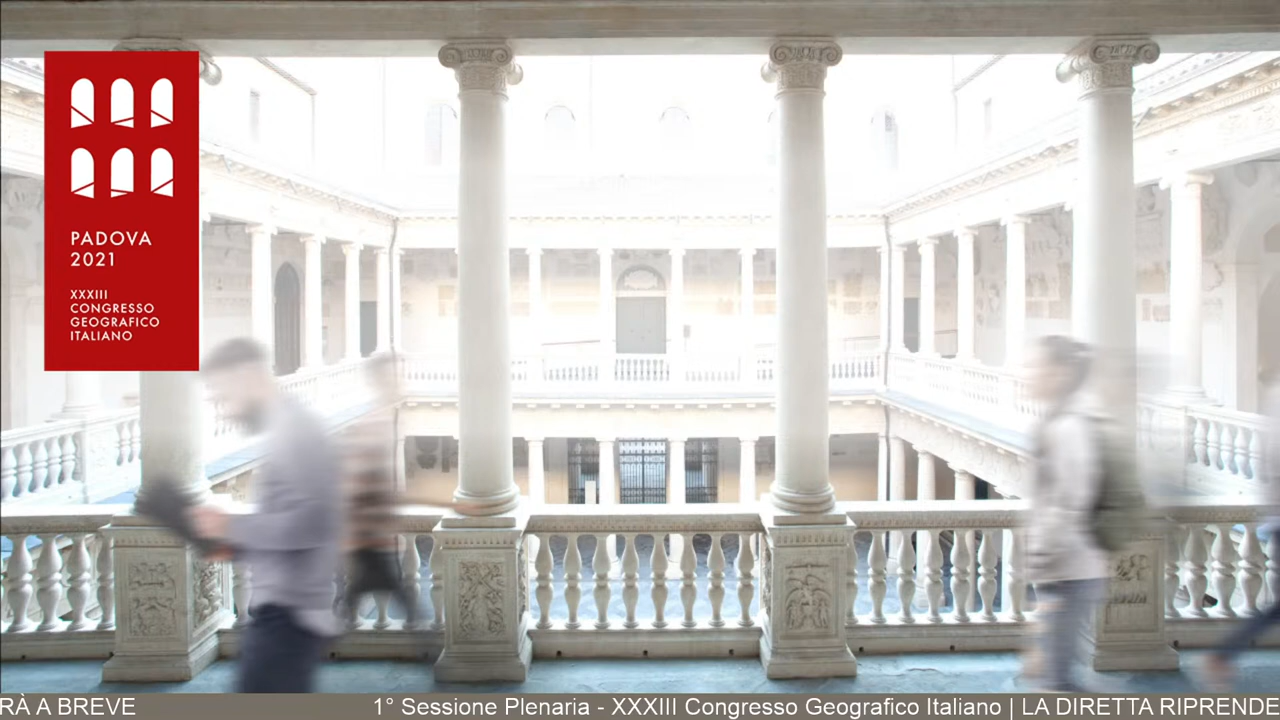 PADOVA
2021
XXXIII
CONGRESSO
GEOGRAFICO
ITALIANO
RÀ A BREVE 1° Sessione Plenaria - XXXIII Congresso Geografico Italiano | LA DIRETTA RIPRENDE